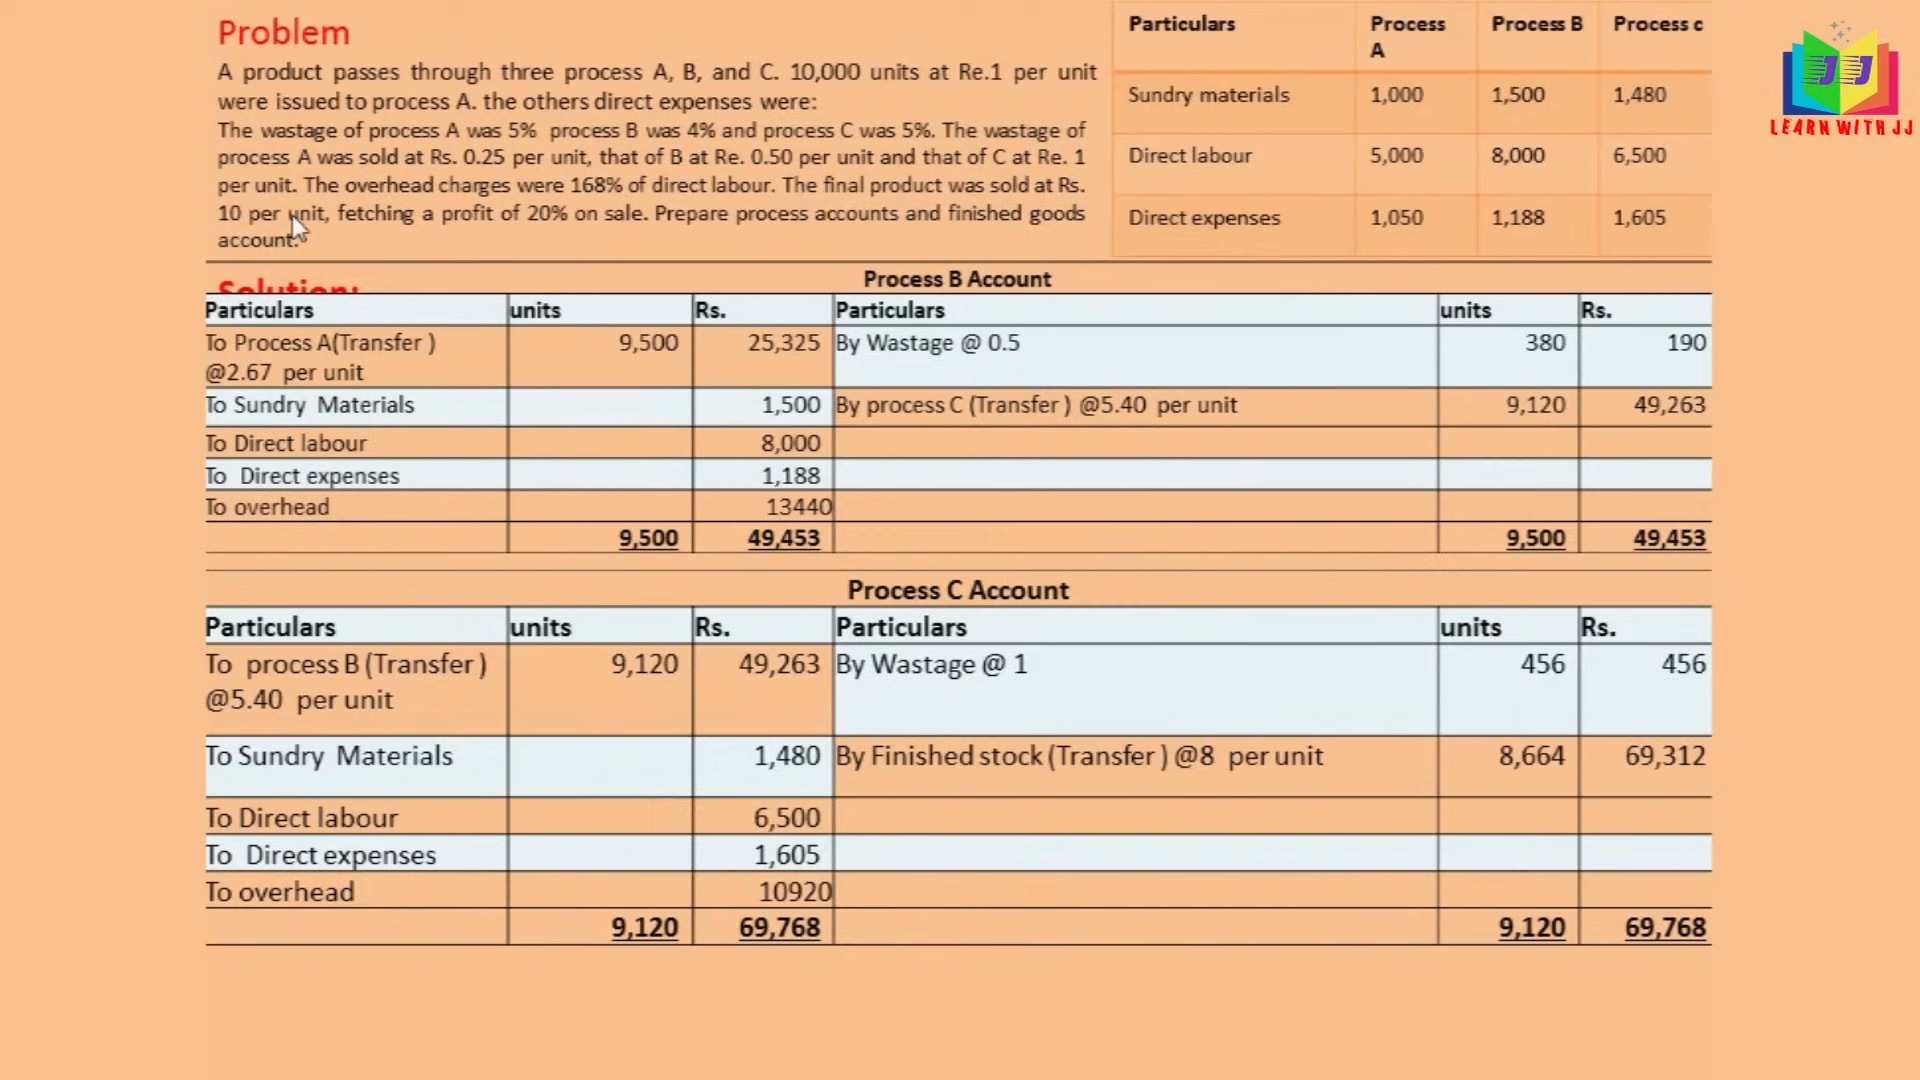 Problem
A product passes through three process A, B, and C. 10,000 units at Re.1 per unit
were issued to process A. the others direct expenses were:
The wastage of process A was 5% process B was 4% and process C was 5%. The wastage of
process A was sold at Rs. 0.25 per unit, that of B at Re. 0.50 per unit and that of C at Re. 1
per unit. The overhead charges were 168% of direct labour. The final product was sold at Rs.
10 per unit, fetching a profit of 20% on sale. Prepare process accounts and finished goods
account.
Particulars Process A Process B Process c
Sundry materials 1,000 1,500 1,480
Direct labour 5,000 8,000 6,500
Direct expenses 1,050 1,188 1,605
LEARN WITH JJ
Solution:
Process B Account
Particulars units Rs. Particulars units Rs.
To Process A(Transfer ) 9,500 25,325 By Wastage @ 0.5 380 190
@2.67 per unit
To Sundry Materials 1,500 By process C (Transfer ) @5.40 per unit 9,120 49,263
To Direct labour 8,000
To Direct expenses 1,188
To overhead 13440
9,500 49,453 9,500 49,453
Process C Account
Particulars units Rs. Particulars units Rs.
To process B (Transfer ) 9,120 49,263 By Wastage @ 1 456 456
@5.40 per unit
To Sundry Materials 1,480 By Finished stock (Transfer ) @8 per unit 8,664 69,312
To Direct labour 6,500
To Direct expenses 1,605
To overhead 10920
9,120 69,768 9,120 69,768